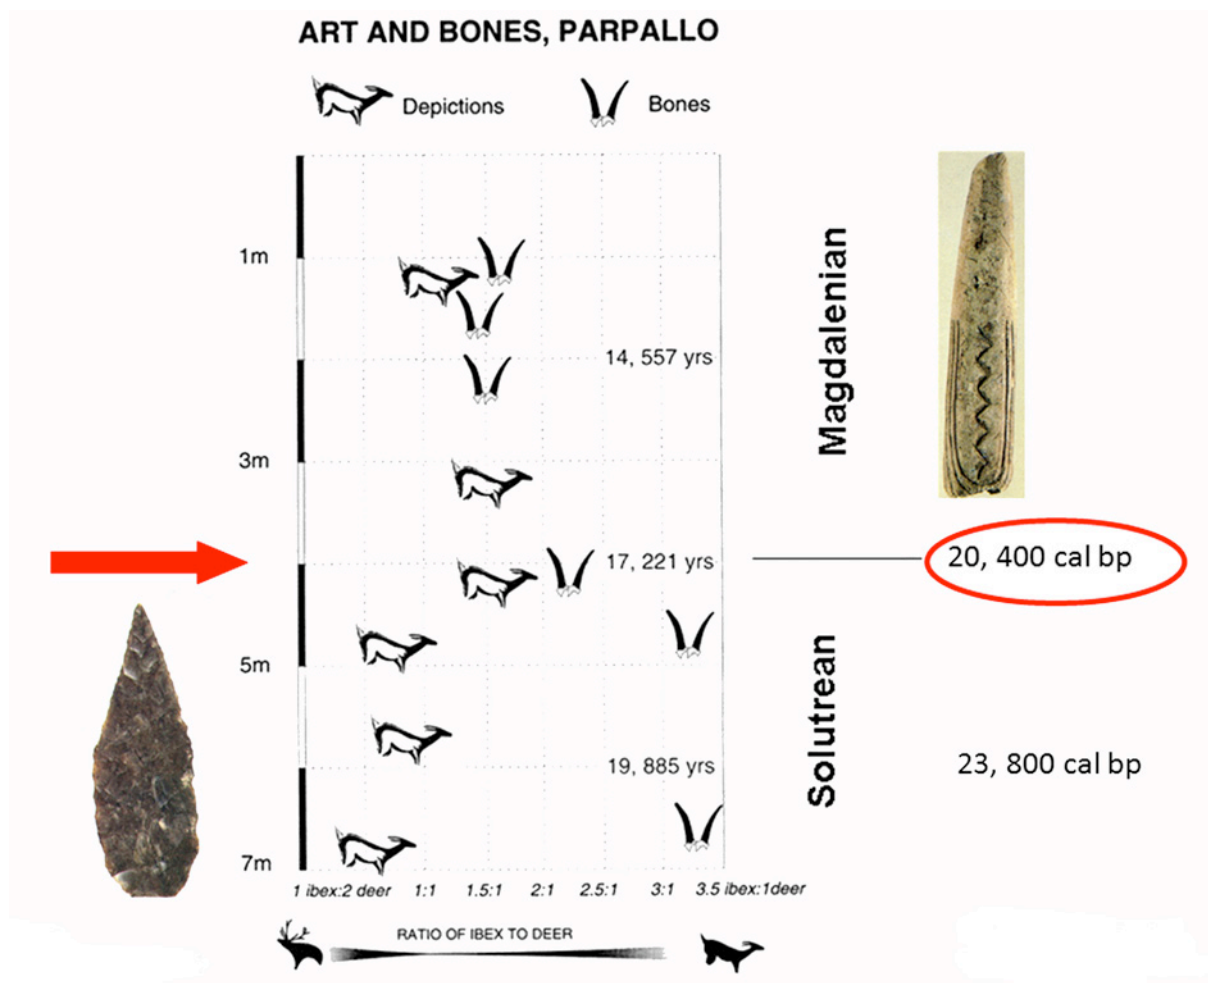 ART AND BONES, PARPALLO
Depictions Bones
1m
14, 557 yrs
Magdalenian
3m
17, 221 yrs
20, 400 cal bp
5m
Solutrean
19, 885 yrs
23, 800 cal bp
7m
1 ibex:2 deer 1:1 1.5:1 2:1 2.5:1 3:1 3.5 ibex:1deer
RATIO OF IBEX TO DEER